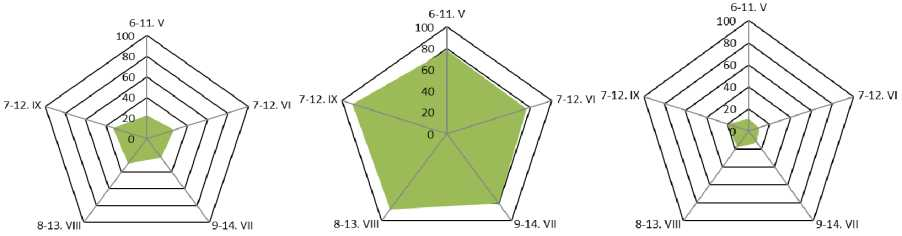 6-11. V
100
80
60
40
20
0
7-12. IX
7-12. VI
8-13. VIII
9-14. VII
6-11. V
100
80
60
40
20
0
7-12. IX
7-12. VI
8-13. VIII
9-14. VII
6-11. V
100
80
60
40
20
0
7-12. IX
7-12. VI
8-13. VIII
9-14. VII